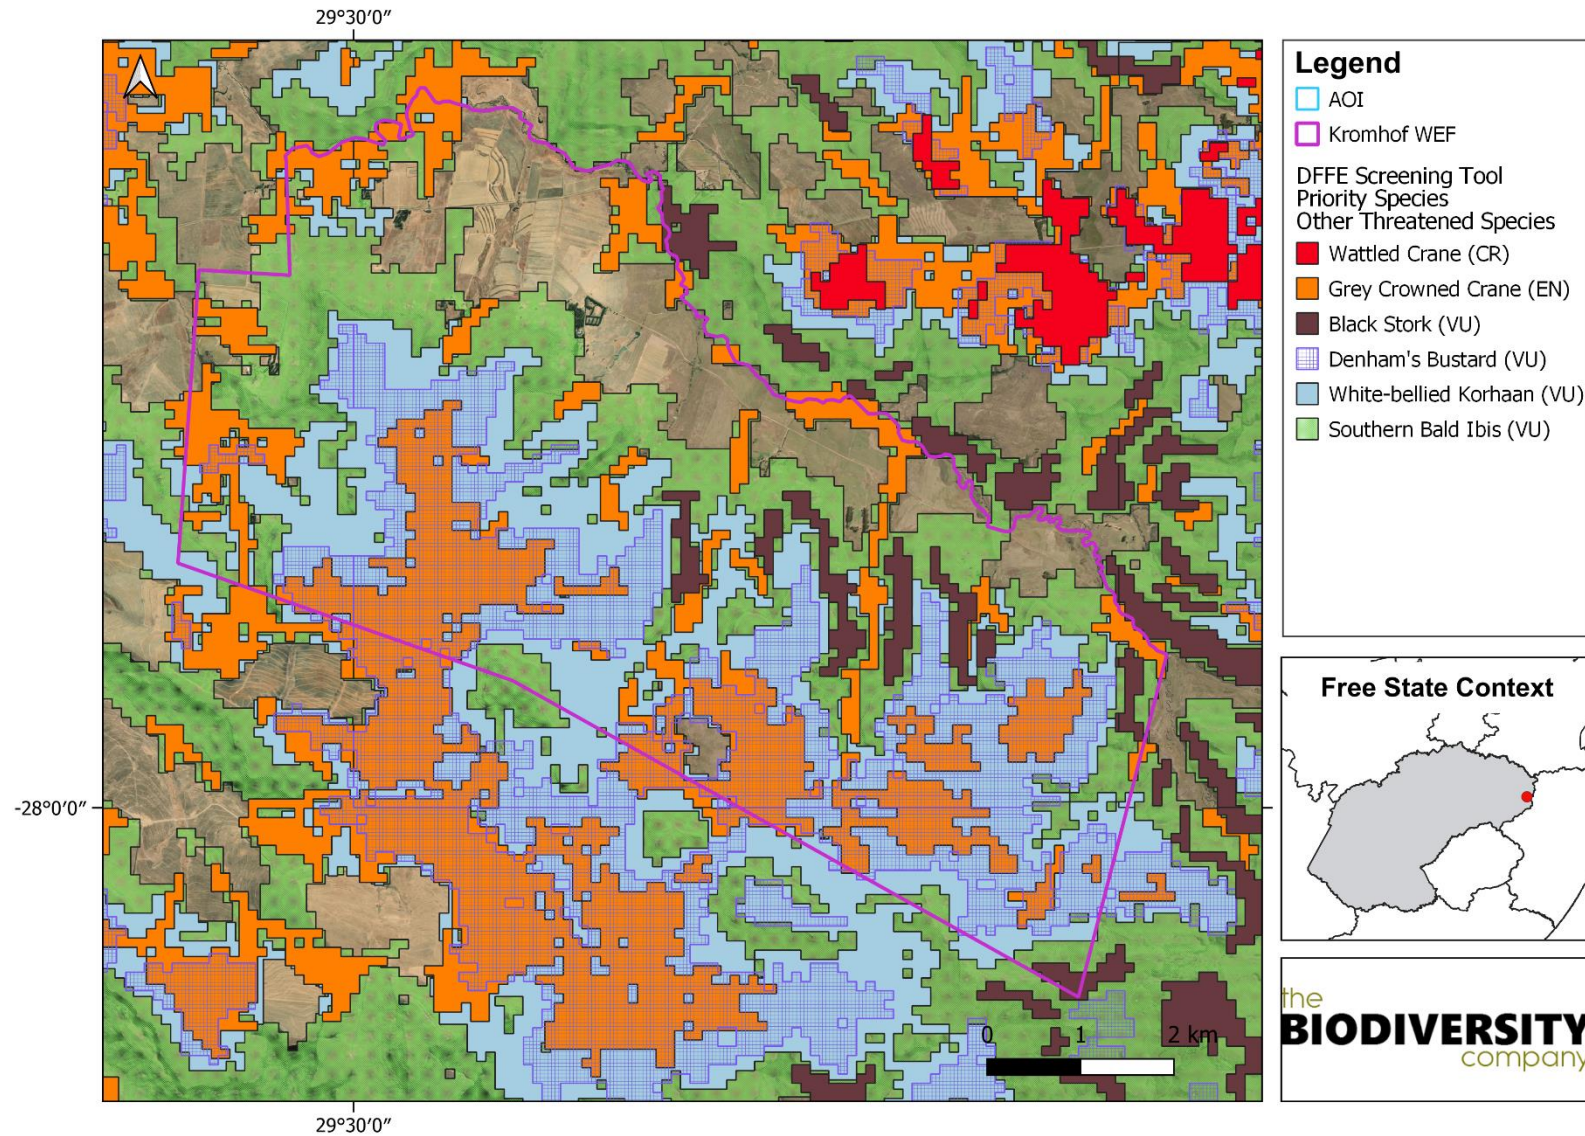 29°30′0″
Legend
AOI
Kromhof WEF
DFFE Screening Tool
Priority Species
Other Threatened Species
Wattled Crane (CR)
Grey Crowned Crane (EN)
Black Stork (VU)
Denham's Bustard (VU)
White-bellied Korhaan (VU)
Southern Bald Ibis (VU)
Free State Context
-28°0′0″
0 1 2 km
the
BIODIVERSITY
company
29°30′0″